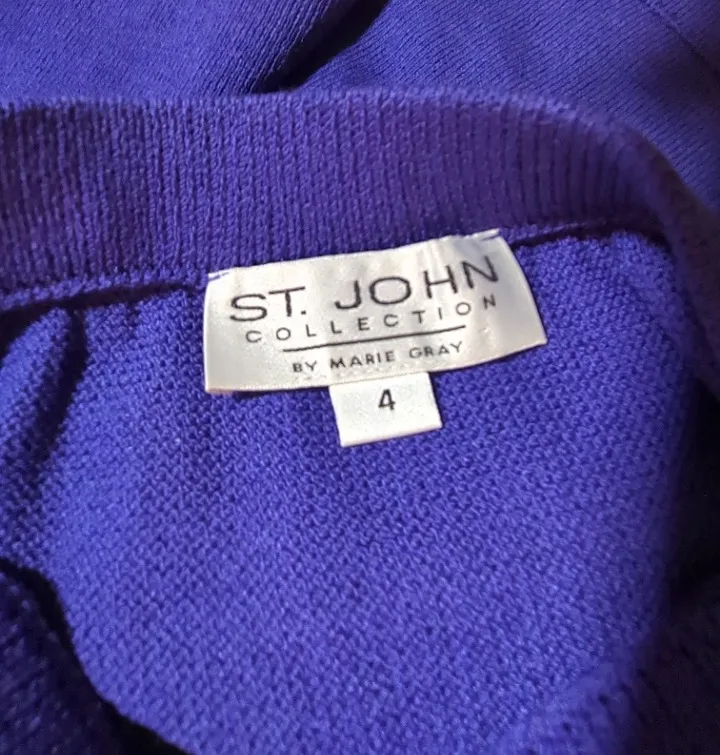 ST. JOHN
COLLECTION
BY MARIE GRAY
4